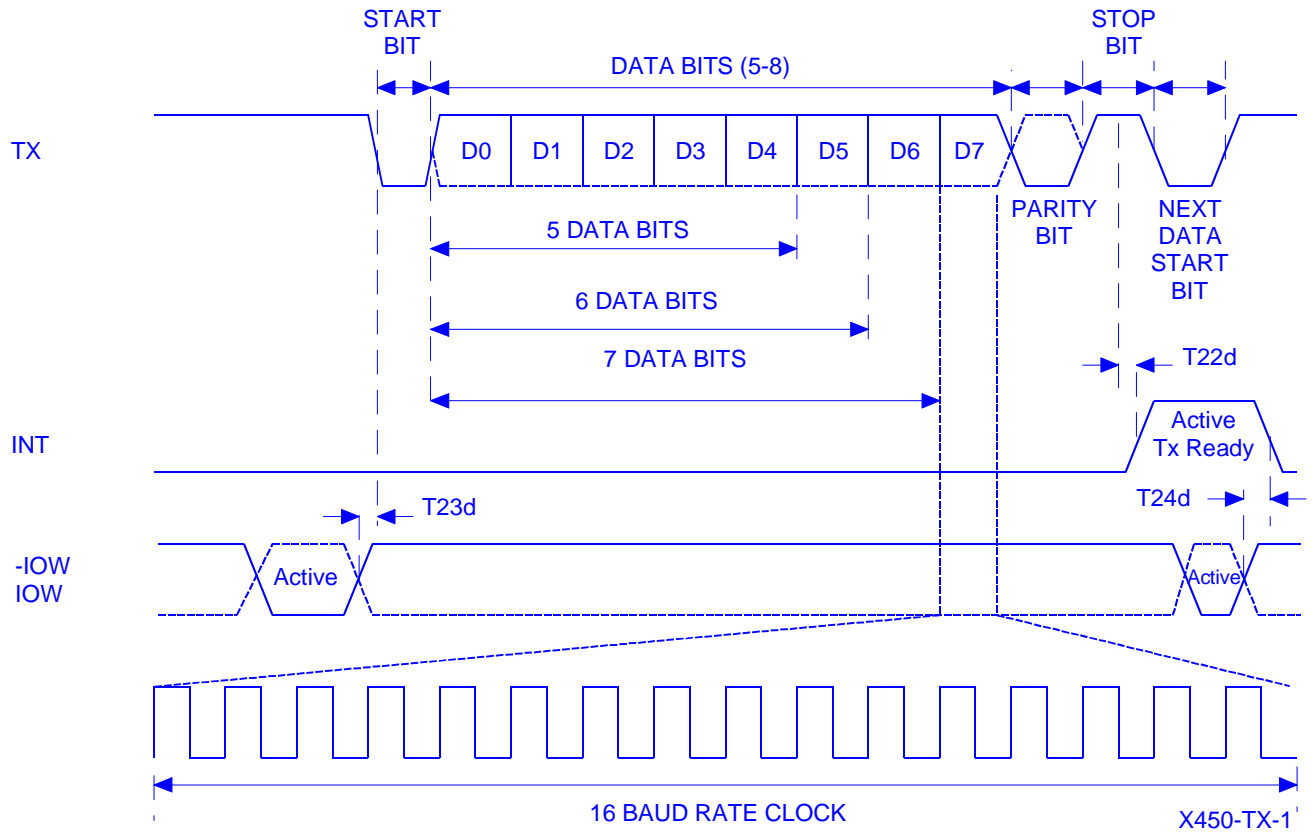 START
BIT
STOP
BIT
DATA BITS (5-8)
TX
D0 D1 D2 D3 D4 D5 D6 D7
PARITY
BIT
NEXT
DATA
START
BIT
5 DATA BITS
6 DATA BITS
7 DATA BITS
T22d
INT
Active
Tx Ready
T23d
T24d
-IOW
IOW
Active
Active
16 BAUD RATE CLOCK
X450-TX-1